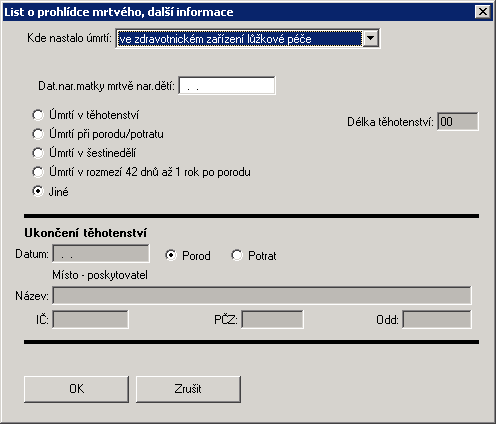 List o prohlídce mrtvého, další informace
Kde nastalo úmrtí: ve zdravotnickém zařízení lůžkové péče
Dat.nar.matky mrtvě nar.dětí: . .
Úmrtí v těhotenství
Délka těhotenství: 00
Úmrtí při porodu/potratu
Úmrtí v šestinedělí
Úmrtí v rozmezí 42 dnů až 1 rok po porodu
Jiné
Ukončení těhotenství
Datum: . . Porod Potrat
Místo - poskytovatel
Název:
IČ: PČZ: Odd:
OK Zrušit